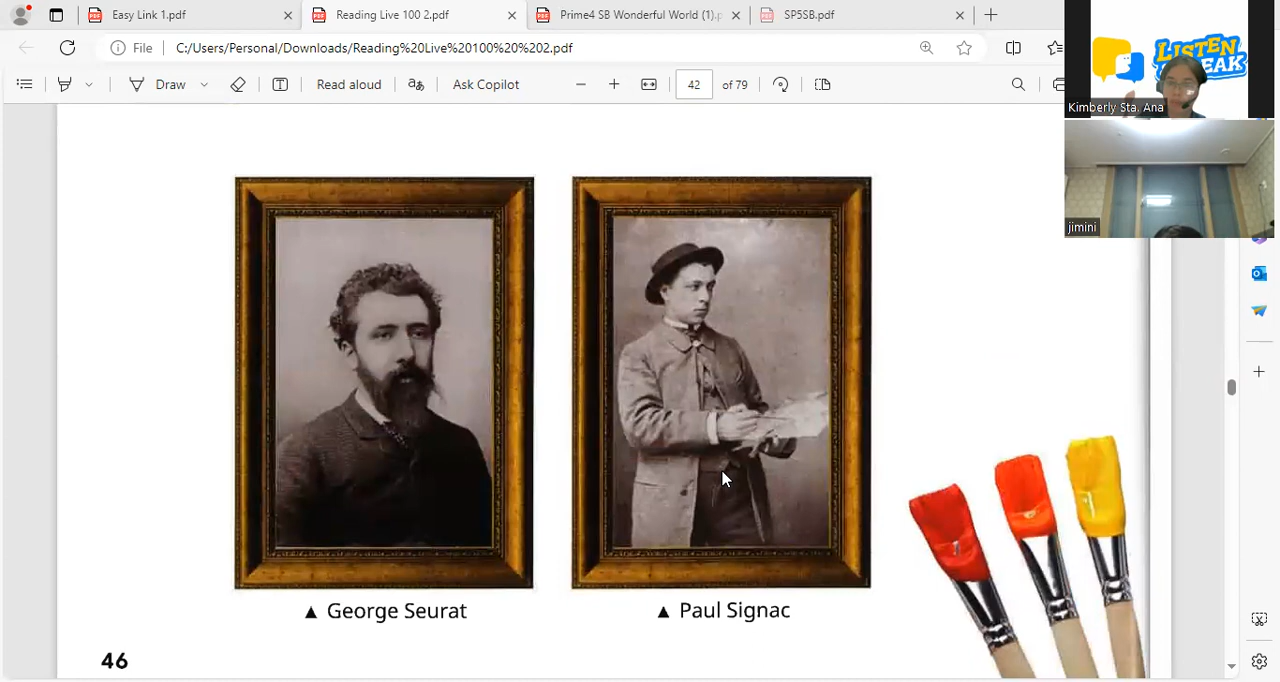 Easy Link 1.pdf
Reading Live 100 2.pdf
Prime4 SB Wonderful World (1).p
SP5SB.pdf
File
C:/Users/Personal/Downloads/Reading%20Live%20100%20%202.pdf
Draw
Read aloud
aあ
Ask Copilot
42
of 79
LISTEN
Kimberly Sta. Ana
jimini
▲ George Seurat
▲ Paul Signac
46